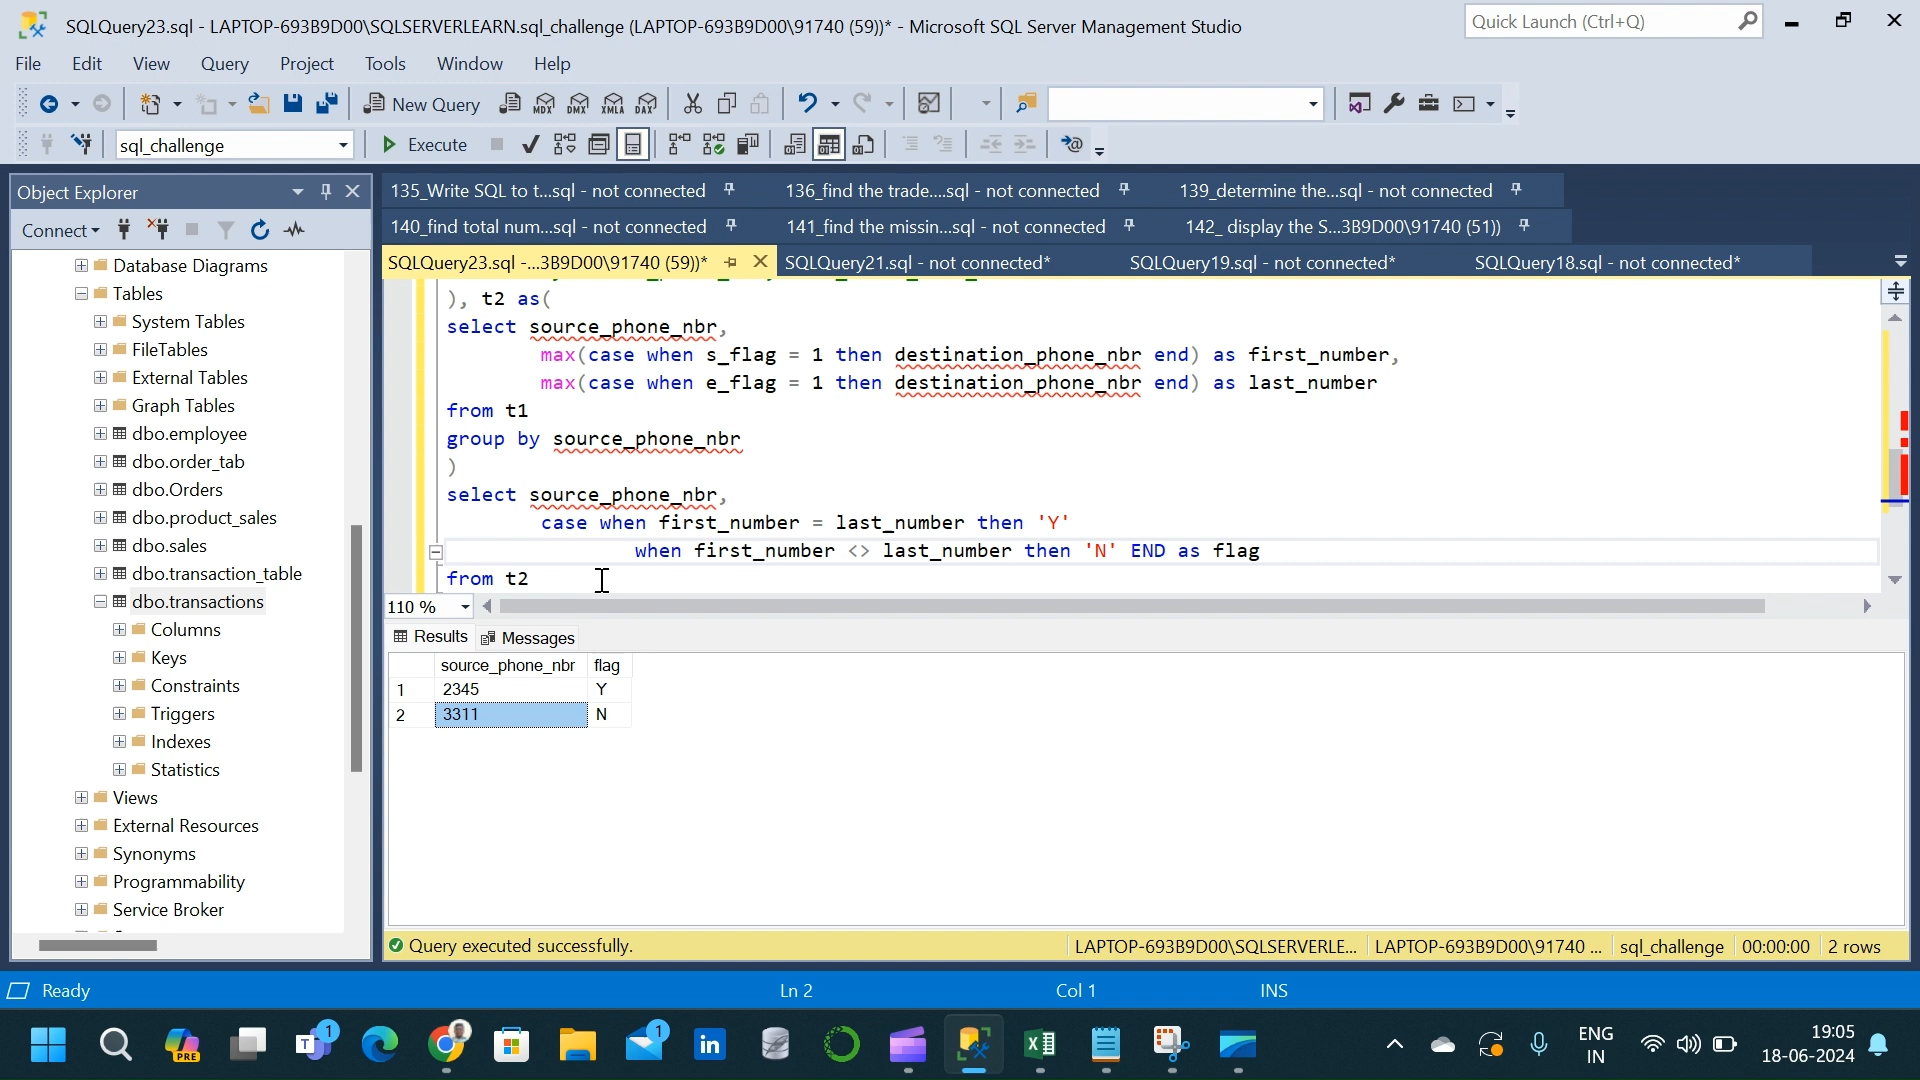 SQLQuery23.sql - LAPTOP-693B9D00\SQLSERVERLEARN.sql_challenge (LAPTOP-693B9D00\91740 (59))* - Microsoft SQL Server Management Studio
Quick Launch (Ctrl+Q)
File Edit View Query Project Tools Window Help
New Query MDX DMX XMLA DAX
sql_challenge Execute
Object Explorer
Connect
Database Diagrams
Tables
System Tables
FileTables
External Tables
Graph Tables
dbo.employee
dbo.order_tab
dbo.Orders
dbo.product_sales
dbo.sales
dbo.transaction_table
dbo.transactions
Columns
Keys
Constraints
Triggers
Indexes
Statistics
Views
External Resources
Synonyms
Programmability
Service Broker
135_Write SQL to t...sql - not connected 136_find the trade....sql - not connected 139_determine the...sql - not connected
140_find total num...sql - not connected 141_find the missin...sql - not connected 142_ display the S...3B9D00\91740 (51))
SQLQuery23.sql -...3B9D00\91740 (59))* SQLQuery21.sql - not connected* SQLQuery19.sql - not connected* SQLQuery18.sql - not connected*
), t2 as(
select source_phone_nbr,
max(case when s_flag = 1 then destination_phone_nbr end) as first_number,
max(case when e_flag = 1 then destination_phone_nbr end) as last_number
from t1
group by source_phone_nbr
)
select source_phone_nbr,
case when first_number = last_number then 'Y'
when first_number <> last_number then 'N' END as flag
from t2
110 %
Results Messages
source_phone_nbr flag
1 2345 Y
2 3311 N
Query executed successfully. LAPTOP-693B9D00\SQLSERVERLE... LAPTOP-693B9D00\91740 ... sql_challenge 00:00:00 2 rows
Ready Ln 2 Col 1 INS
PRE 1 1 ENG IN 19:05 18-06-2024